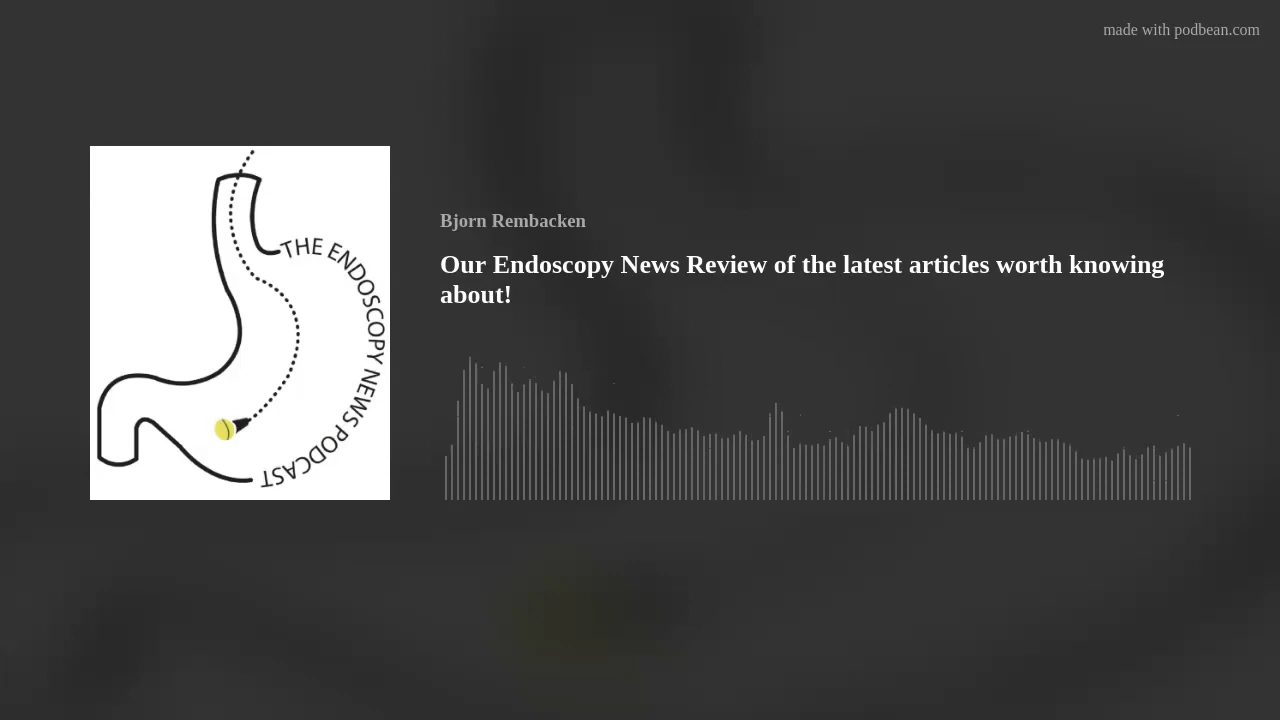 made with podbean.com
THE ENDOSCOPY NEWS PODCAST
Bjorn Rembacken
Our Endoscopy News Review of the latest articles worth knowing
about!